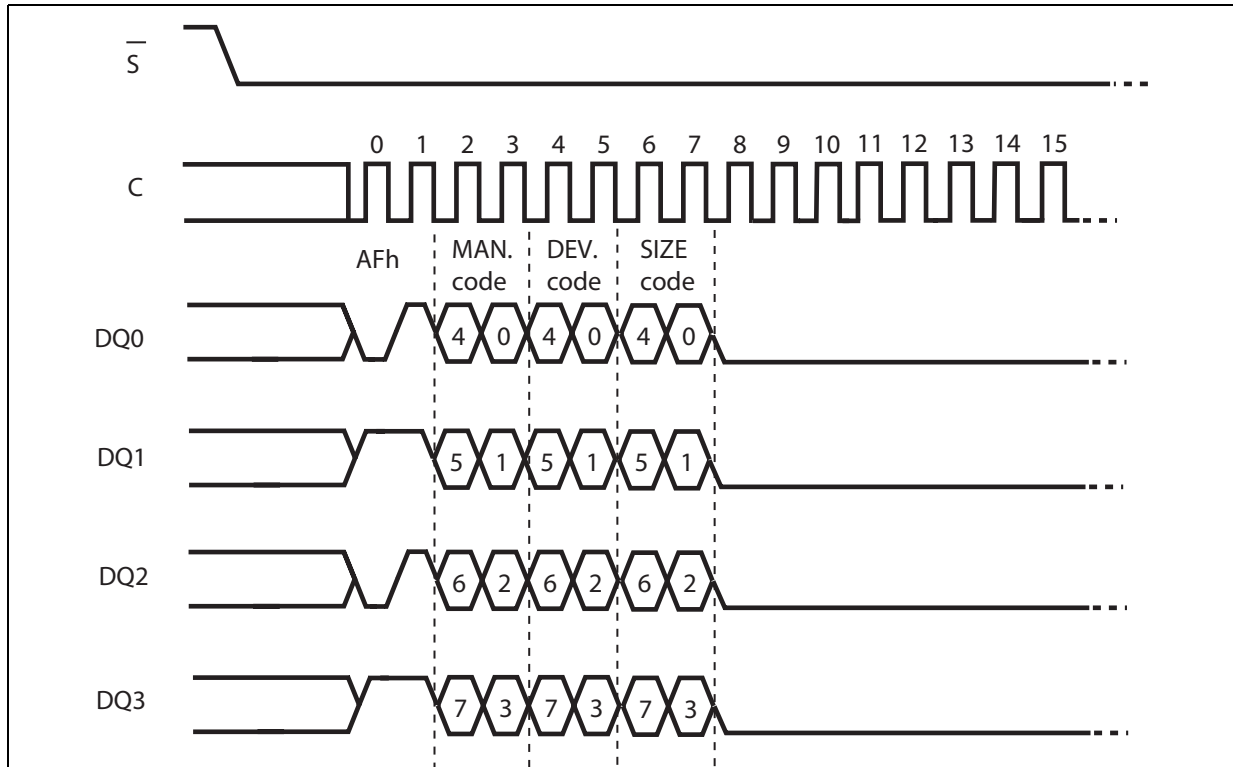 S
0 1 2 3 4 5 6 7 8 9 10 11 12 13 14 15
C
AFh
MAN. code
DEV. code
SIZE code
DQ0
4 0 4 0 4 0
DQ1
5 1 5 1 5 1
DQ2
6 2 6 2 6 2
DQ3
7 3 7 3 7 3